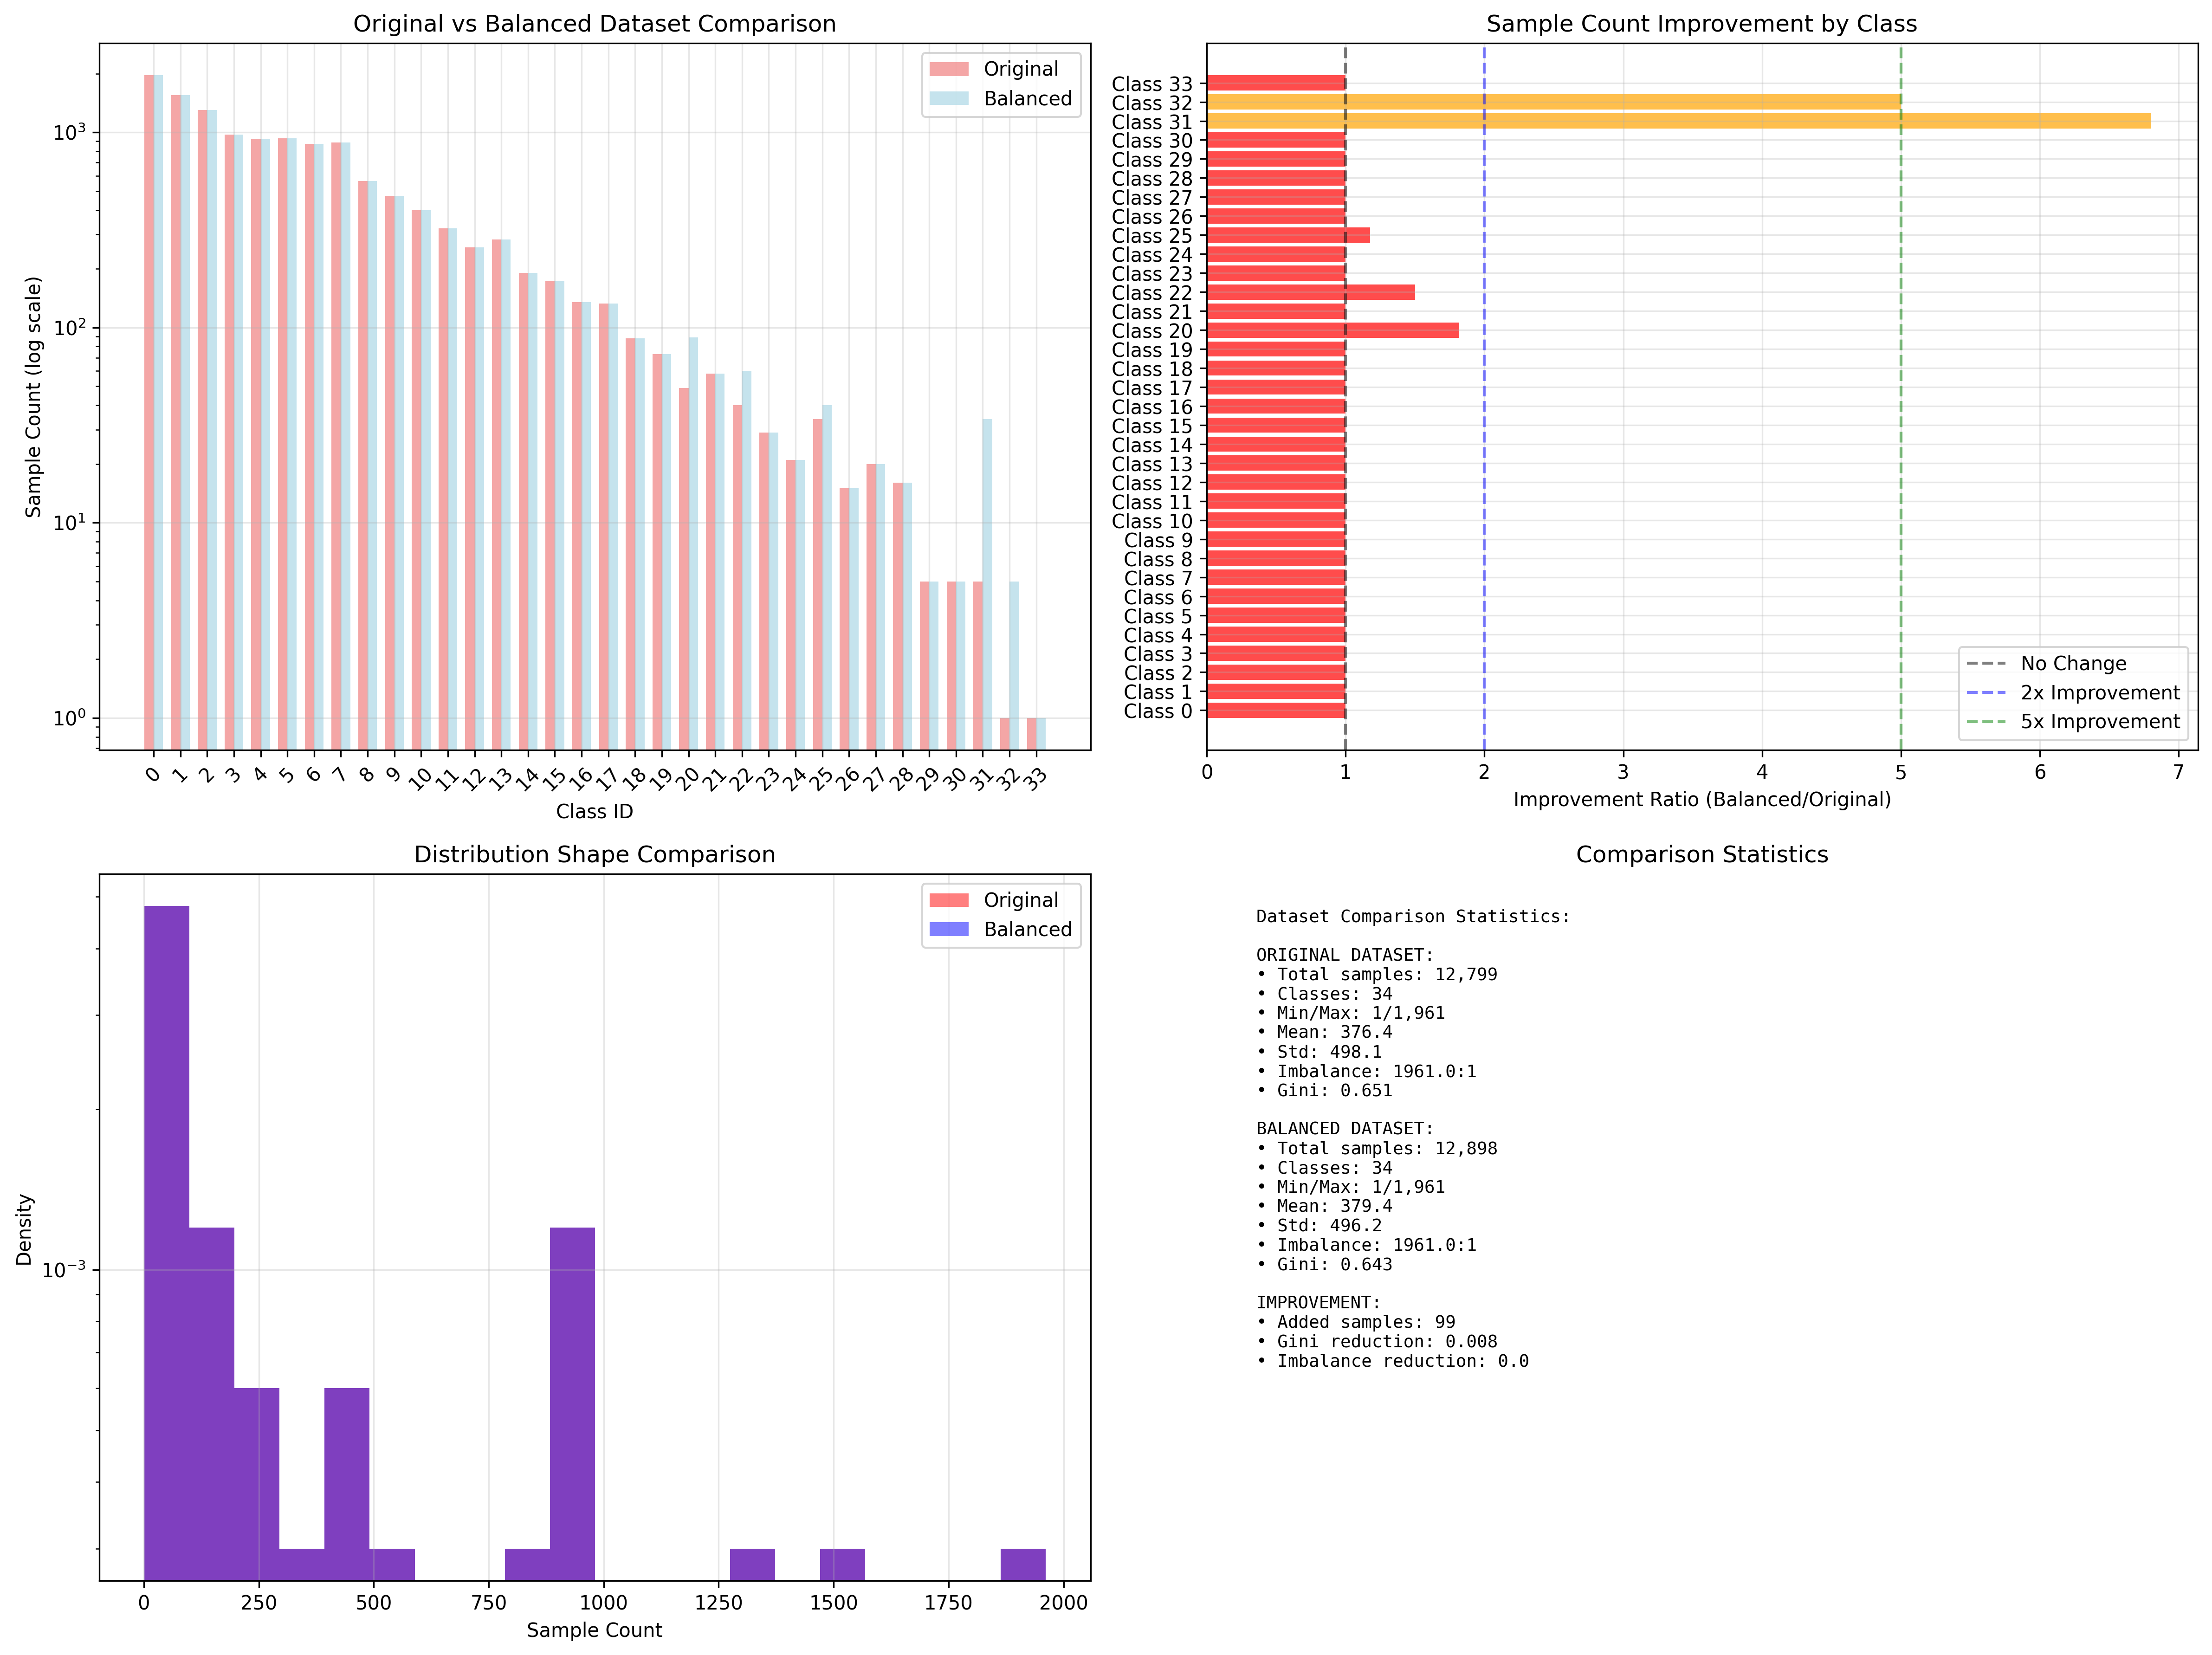 Original vs Balanced Dataset Comparison
Original
Balanced
10³
10²
10¹
10⁰
Sample Count (log scale)
0 1 2 3 4 5 6 7 8 9 10 11 12 13 14 15 16 17 18 19 20 21 22 23 24 25 26 27 28 29 30 31 32 33
Class ID
Sample Count Improvement by Class
Class 33
Class 32
Class 31
Class 30
Class 29
Class 28
Class 27
Class 26
Class 25
Class 24
Class 23
Class 22
Class 21
Class 20
Class 19
Class 18
Class 17
Class 16
Class 15
Class 14
Class 13
Class 12
Class 11
Class 10
Class 9
Class 8
Class 7
Class 6
Class 5
Class 4
Class 3
Class 2
Class 1
Class 0
No Change
2x Improvement
5x Improvement
0 1 2 3 4 5 6 7
Improvement Ratio (Balanced/Original)
Distribution Shape Comparison
Original
Balanced
Density
10⁻³
0 250 500 750 1000 1250 1500 1750 2000
Sample Count
Comparison Statistics
Dataset Comparison Statistics:
ORIGINAL DATASET:
• Total samples: 12,799
• Classes: 34
• Min/Max: 1/1,961
• Mean: 376.4
• Std: 498.1
• Imbalance: 1961.0:1
• Gini: 0.651
BALANCED DATASET:
• Total samples: 12,898
• Classes: 34
• Min/Max: 1/1,961
• Mean: 379.4
• Std: 496.2
• Imbalance: 1961.0:1
• Gini: 0.643
IMPROVEMENT:
• Added samples: 99
• Gini reduction: 0.008
• Imbalance reduction: 0.0